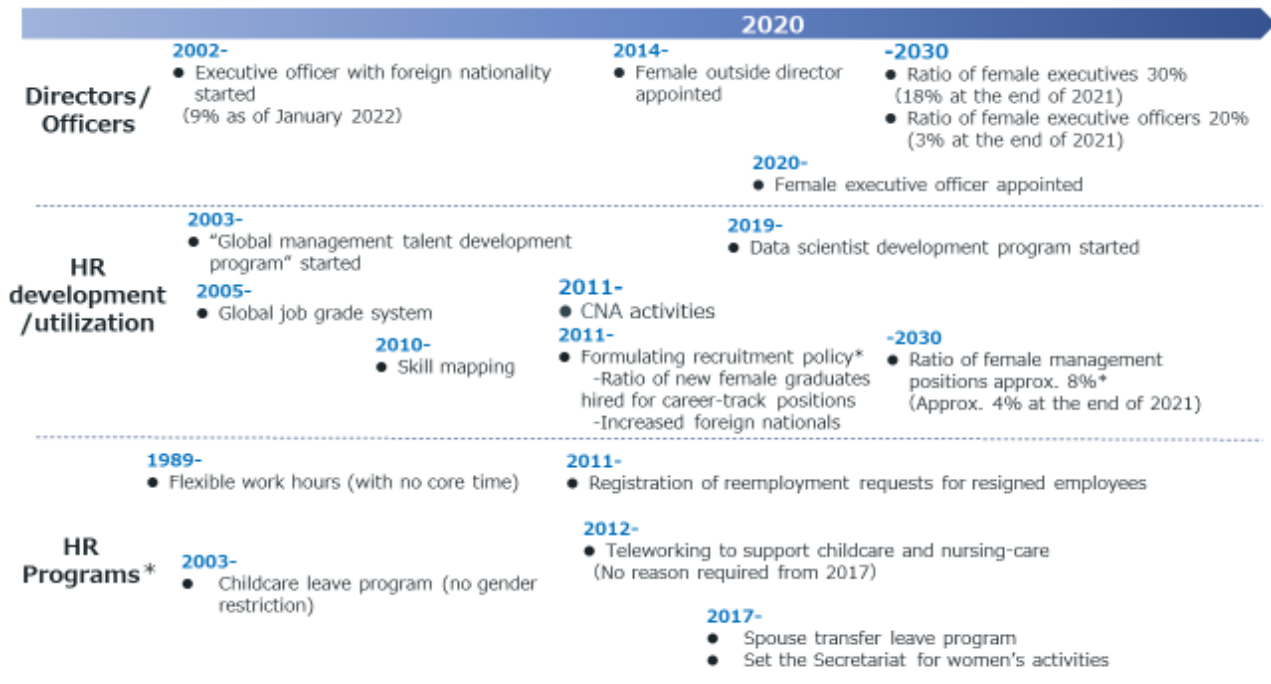 2020
Directors/
Officers
2002-
● Executive officer with foreign nationality
started
(9% as of January 2022)
2014-
● Female outside director
appointed
-2030
● Ratio of female executives 30%
(18% at the end of 2021)
● Ratio of female executive officers 20%
(3% at the end of 2021)
2020-
● Female executive officer appointed
HR
development
/utilization
2003-
● "Global management talent development
program" started
2019-
● Data scientist development program started
2005-
● Global job grade system
2011-
● CNA activities
2010-
● Skill mapping
2011-
● Formulating recruitment policy*
-Ratio of new female graduates
hired for career-track positions
-Increased foreign nationals
-2030
● Ratio of female management
positions approx. 8%*
(Approx. 4% at the end of 2021)
HR
Programs*
1989-
● Flexible work hours (with no core time)
2011-
● Registration of reemployment requests for resigned employees
2012-
● Teleworking to support childcare and nursing-care
(No reason required from 2017)
2003-
● Childcare leave program (no gender
restriction)
2017-
● Spouse transfer leave program
● Set the Secretariat for women's activities